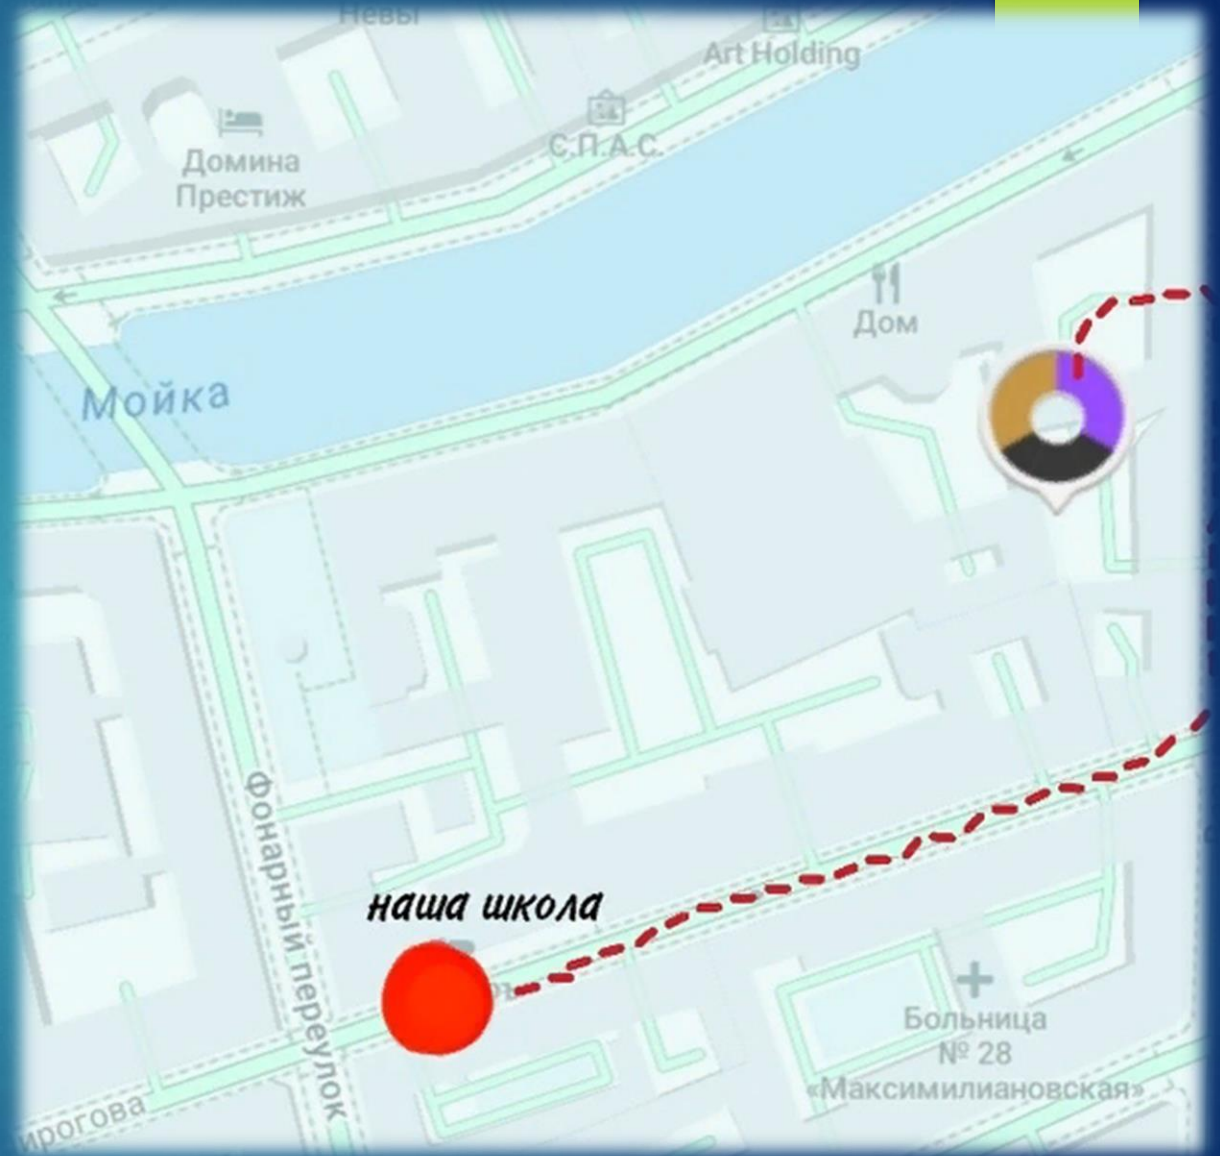 Невы
Art Holding
С.П.А.С.
Домина
Престиж
Дом
Мойка
Фонарный переулок
наша школа
Больница
№ 28
«Максимилиановская»
ирогова